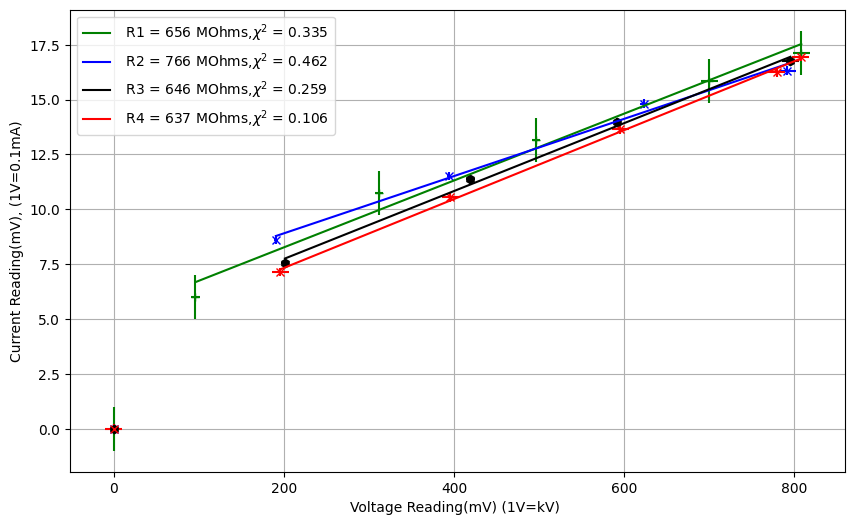 R1 = 656 MOhms,χ² = 0.335
R2 = 766 MOhms,χ² = 0.462
R3 = 646 MOhms,χ² = 0.259
R4 = 637 MOhms,χ² = 0.106
17.5
15.0
12.5
10.0
7.5
5.0
2.5
0.0
Current Reading(mV), (1V=0.1mA)
0 200 400 600 800
Voltage Reading(mV) (1V=kV)